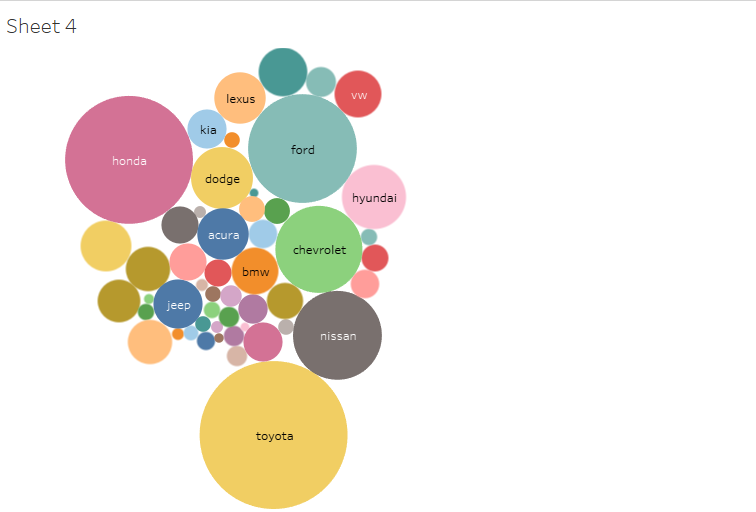 Sheet 4
lexus
vw
kia
honda
ford
dodge
hyundai
acura
chevrolet
bmw
jeep
nissan
toyota